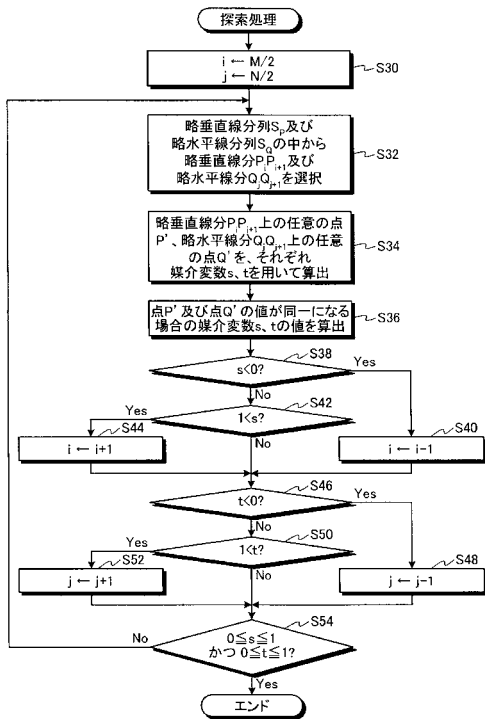 探索処理
i ← M/2
j ← N/2
S30
略垂直線分列SP及び
略水平線分列SQの中から
略垂直線分PiPi+1及び
略水平線分QjQj+1を選択
S32
略垂直線分PiPi+1上の任意の点
P'、略水平線分QjQj+1上の任意
の点Q'を、それぞれ
媒介変数s、tを用いて算出
S34
点P'及び点Q'の値が同一になる
場合の媒介変数s、tの値を算出
S36
s<0?
S38
Yes
No
1<s?
S42
Yes
No
S44
i ← i+1
S40
i ← i-1
t<0?
S46
Yes
No
1<t?
S50
Yes
No
S52
j ← j+1
S48
j ← j-1
S54
0≦s≦1
かつ 0≦t≦1?
No
Yes
エンド